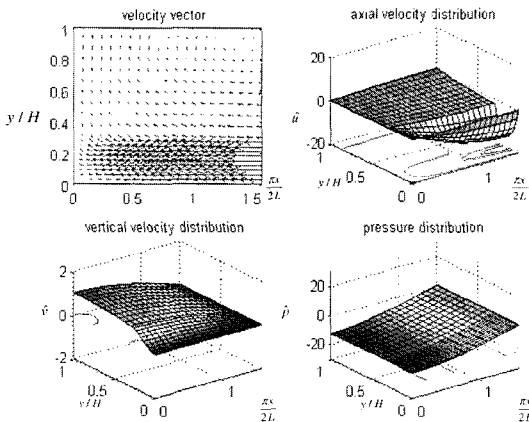 velocity vector
1
0.8
0.6
y / H
0.4
0.2
0
0 0.5 1 1.5 πx/2L
axial velocity distribution
20
0
û
-20
1
y / H 0.5
0 0
1
πx/2L
vertical velocity distribution
2
v̂ 0
-2
1
0.5
y / H
0 0
1
πx/2L
pressure distribution
20
p̂ 0
-20
1
0.5
y / H
0 0
1
πx/2L